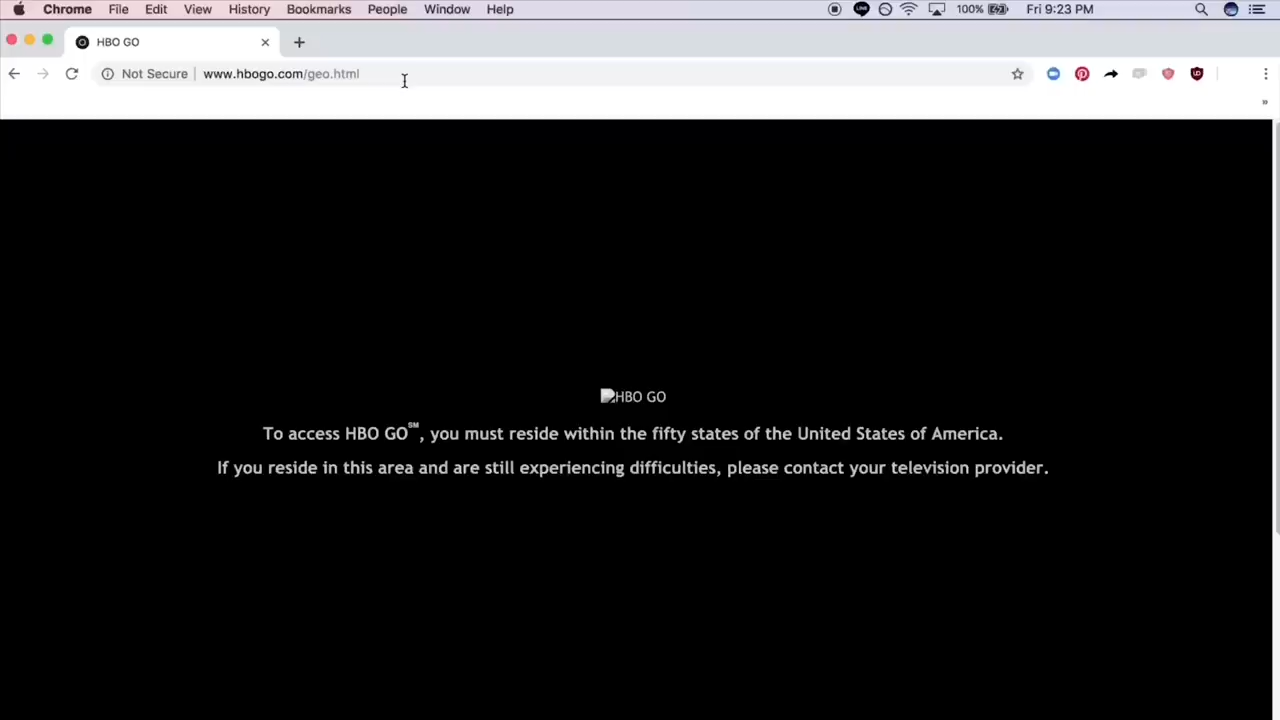 Chrome File Edit View History Bookmarks People Window Help LINE 100% Fri 9:23 PM
HBO GO
Not Secure www.hbogo.com/geo.html
»
HBO GO
To access HBO GO℠, you must reside within the fifty states of the United States of America.
If you reside in this area and are still experiencing difficulties, please contact your television provider.